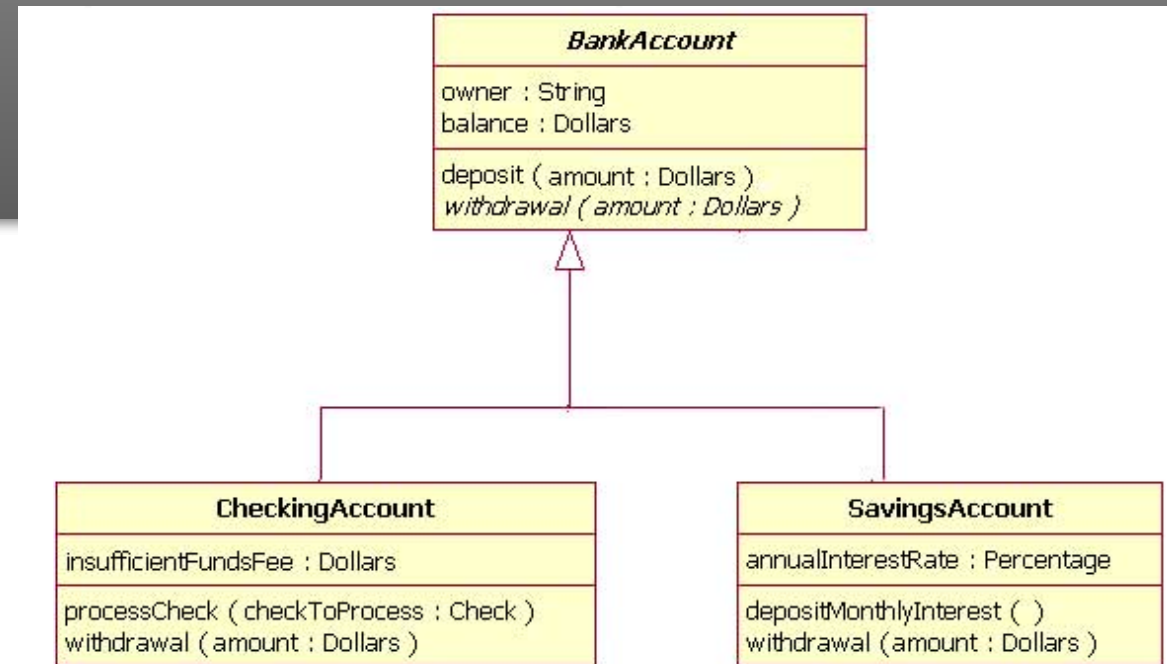 BankAccount
owner : String
balance : Dollars
deposit ( amount : Dollars )
withdrawal ( amount : Dollars )
CheckingAccount
insufficientFundsFee : Dollars
processCheck ( checkToProcess : Check )
withdrawal ( amount : Dollars )
SavingsAccount
annualInterestRate : Percentage
depositMonthlyInterest ( )
withdrawal ( amount : Dollars )